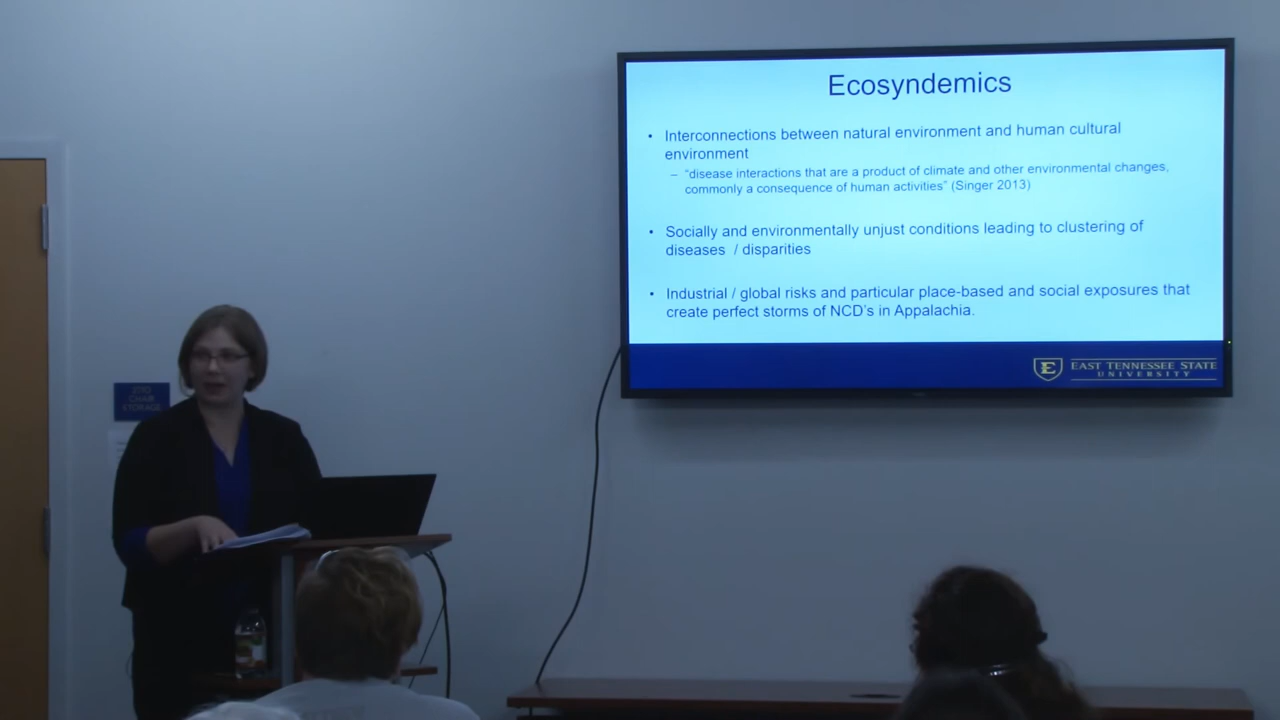 Ecosyndemics
• Interconnections between natural environment and human cultural
environment
– “disease interactions that are a product of climate and other environmental changes,
commonly a consequence of human activities” (Singer 2013)
• Socially and environmentally unjust conditions leading to clustering of
diseases / disparities
• Industrial / global risks and particular place-based and social exposures that
create perfect storms of NCD’s in Appalachia.
E EAST TENNESSEE STATE
UNIVERSITY
CHAIR
STORAGE